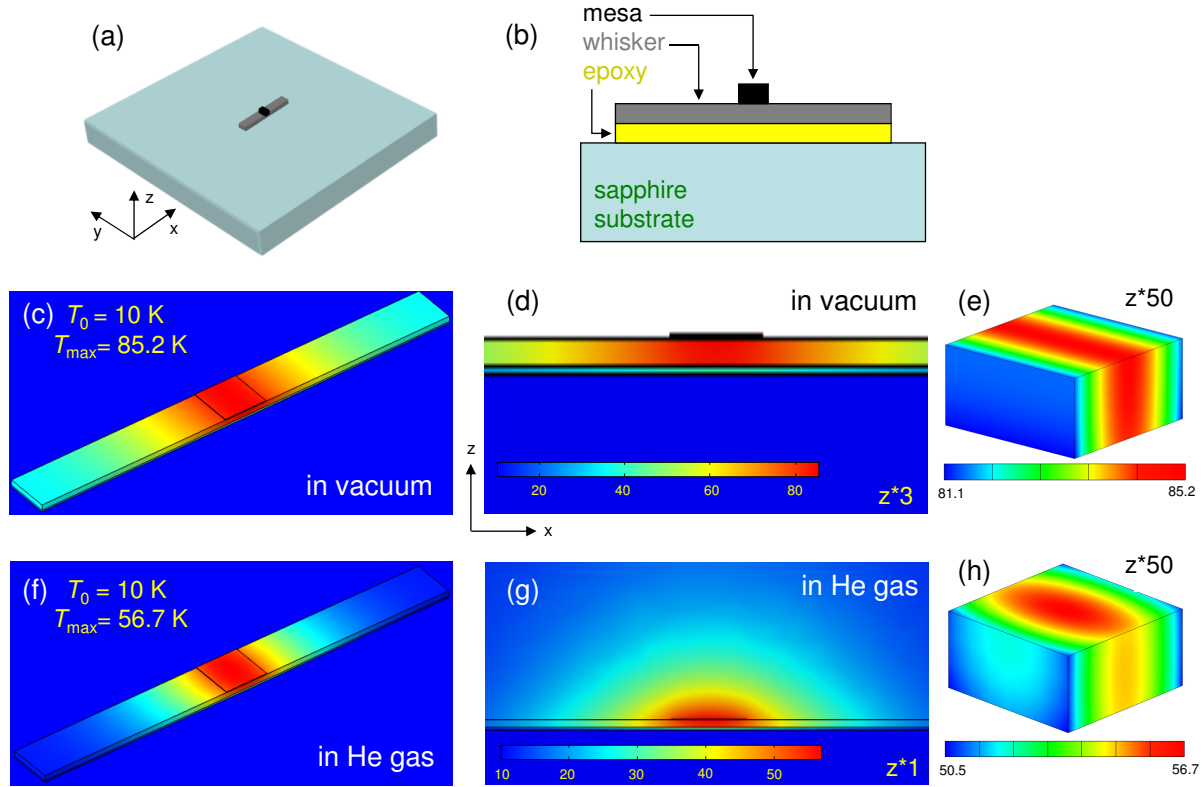 (a)
z
y
x
(b)
mesa
whisker
epoxy
sapphire
substrate
(c)
T₀ = 10 K
Tmax= 85.2 K
in vacuum
(d)
in vacuum
20 40 60 80
z*3
z
x
(e)
z*50
81.1 85.2
(f)
T₀ = 10 K
Tmax= 56.7 K
in He gas
(g)
in He gas
10 20 30 40 50
z*1
(h)
z*50
50.5 56.7